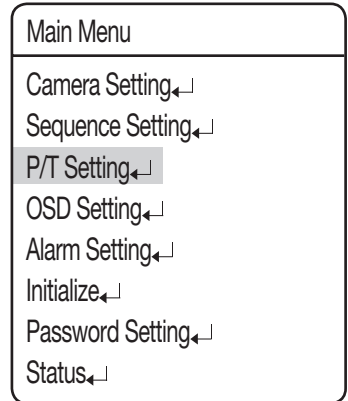 Main Menu
Camera Setting↵
Sequence Setting↵
P/T Setting↵
OSD Setting↵
Alarm Setting↵
Initialize↵
Password Setting↵
Status↵